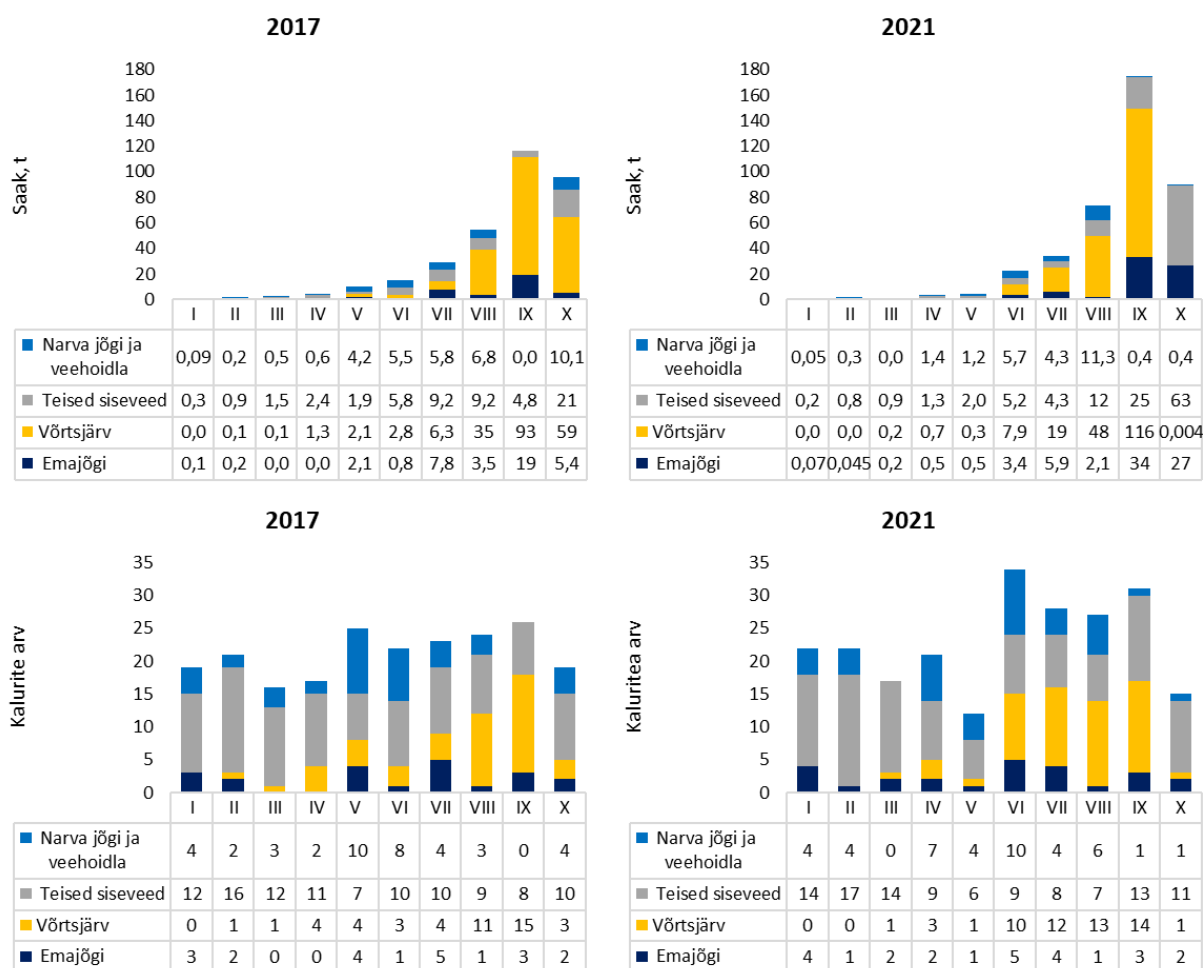 2017
180
160
140
120
100
80
60
40
20
0
Saak, t
I II III IV V VI VII VIII IX X
Narva jõgi ja
veehoidla 0,09 0,2 0,5 0,6 4,2 5,5 5,8 6,8 0,0 10,1
Teised siseveed 0,3 0,9 1,5 2,4 1,9 5,8 9,2 9,2 4,8 21
Võrtsjärv 0,0 0,1 0,1 1,3 2,1 2,8 6,3 35 93 59
Emajõgi 0,1 0,2 0,0 0,0 2,1 0,8 7,8 3,5 19 5,4
2021
180
160
140
120
100
80
60
40
20
0
Saak, t
I II III IV V VI VII VIII IX X
Narva jõgi ja
veehoidla 0,05 0,3 0,0 1,4 1,2 5,7 4,3 11,3 0,4 0,4
Teised siseveed 0,2 0,8 0,9 1,3 2,0 5,2 4,3 12 25 63
Võrtsjärv 0,0 0,0 0,2 0,7 0,3 7,9 19 48 116 0,004
Emajõgi 0,07 0,045 0,2 0,5 0,5 3,4 5,9 2,1 34 27
2017
35
30
25
20
15
10
5
0
Kalurite arv
I II III IV V VI VII VIII IX X
Narva jõgi ja
veehoidla 4 2 3 2 10 8 4 3 0 4
Teised siseveed 12 16 12 11 7 10 10 9 8 10
Võrtsjärv 0 1 1 4 4 3 4 11 15 3
Emajõgi 3 2 0 0 4 1 5 1 3 2
2021
35
30
25
20
15
10
5
0
Kaluritea arv
I II III IV V VI VII VIII IX X
Narva jõgi ja
veehoidla 4 4 0 7 4 10 4 6 1 1
Teised siseveed 14 17 14 9 6 9 8 7 13 11
Võrtsjärv 0 0 1 3 1 10 12 13 14 1
Emajõgi 4 1 2 2 1 5 4 1 3 2